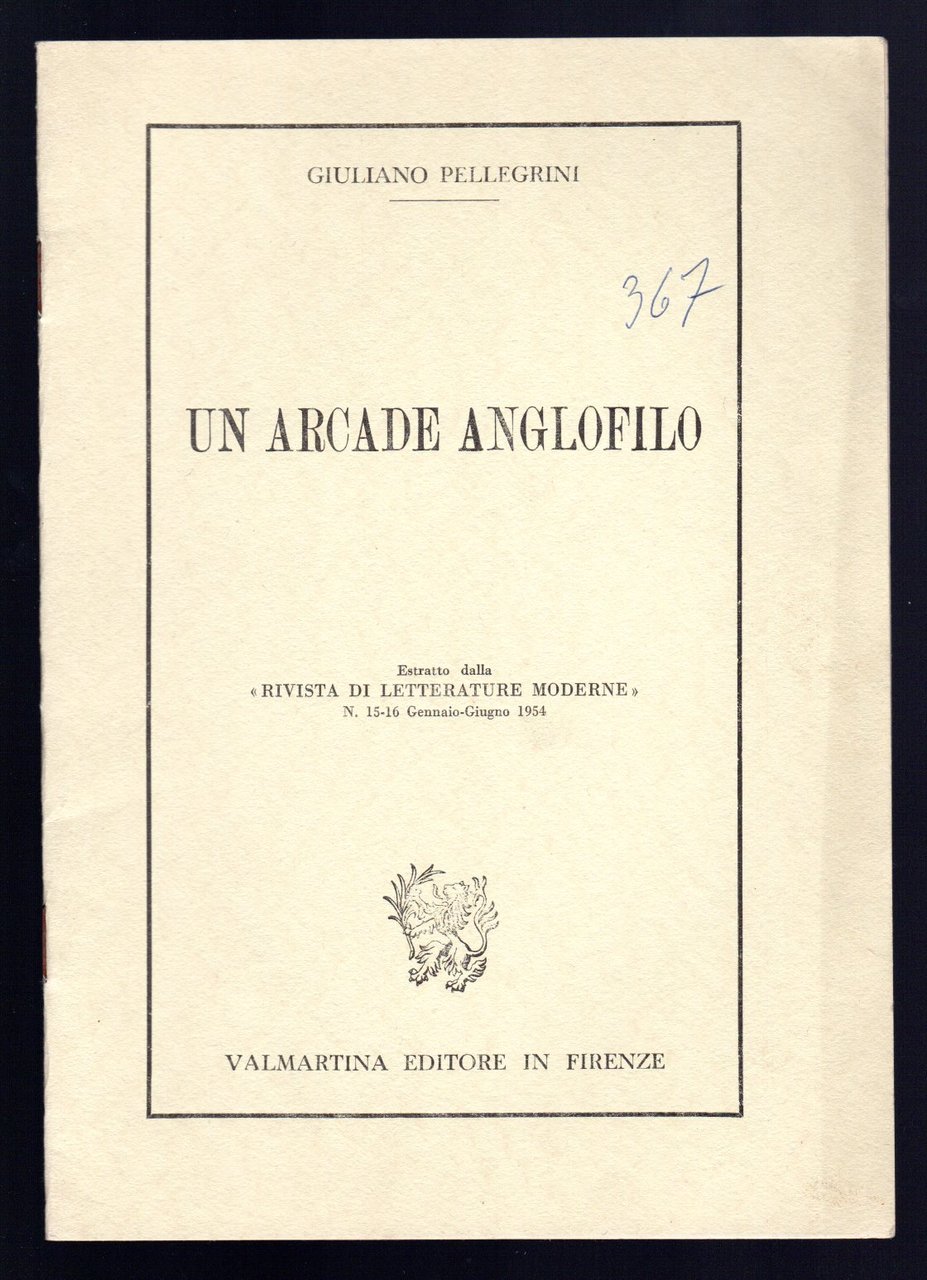 GIULIANO PELLEGRINI
367
UN ARCADE ANGLOFILO
Estratto dalla
« RIVISTA DI LETTERATURE MODERNE »
N. 15-16 Gennaio-Giugno 1954
VALMARTINA EDITORE IN FIRENZE